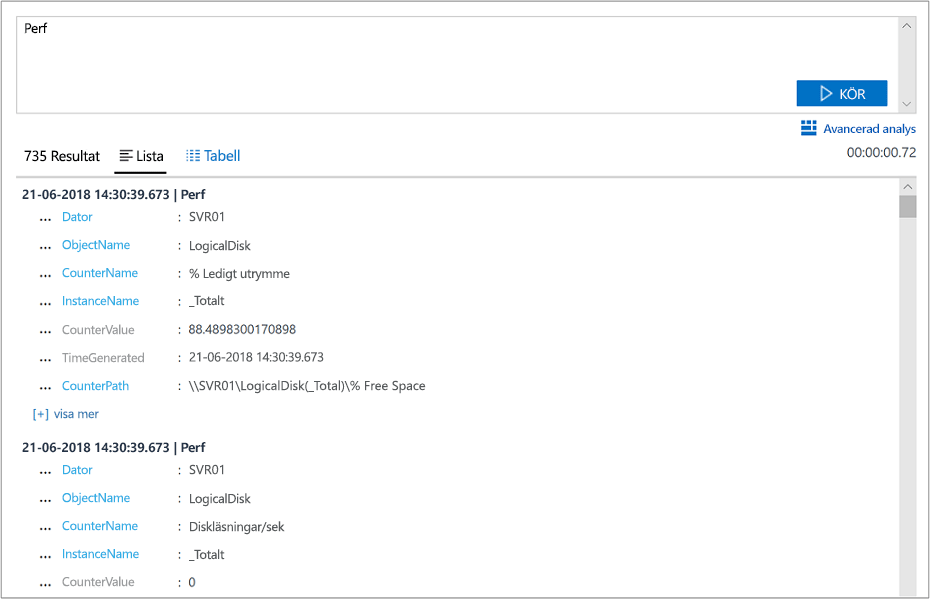 Perf
KÖR
Avancerad analys
735 Resultat Lista Tabell 00:00:00.72
21-06-2018 14:30:39.673 | Perf
... Dator : SVR01
... ObjectName : LogicalDisk
... CounterName : % Ledigt utrymme
... InstanceName : _Totalt
... CounterValue : 88.4898300170898
... TimeGenerated : 21-06-2018 14:30:39.673
... CounterPath : \\SVR01\LogicalDisk(_Total)\% Free Space
[+] visa mer
21-06-2018 14:30:39.673 | Perf
... Dator : SVR01
... ObjectName : LogicalDisk
... CounterName : Diskläsningar/sek
... InstanceName : _Totalt
... CounterValue : 0